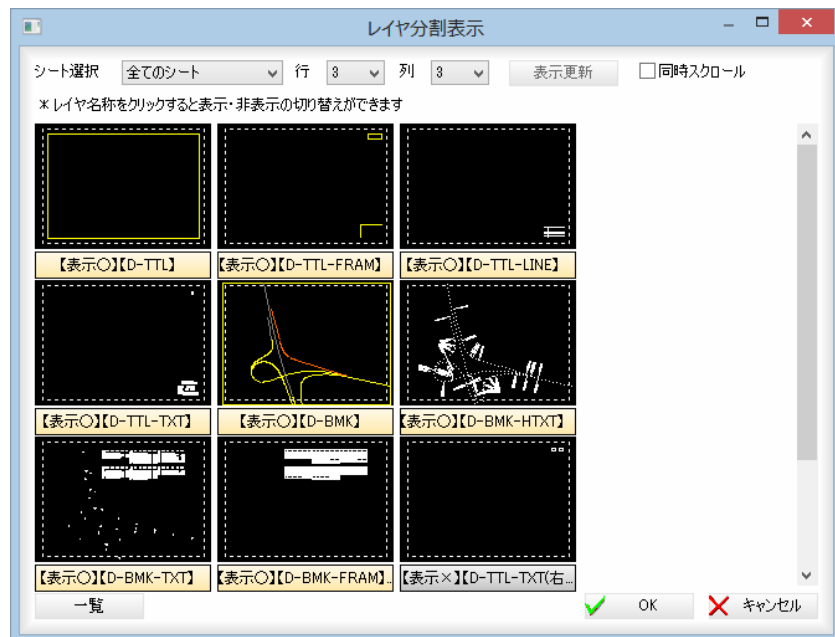 レイヤ分割表示
シート選択 全てのシート 行 3 列 3 表示更新 同時スクロール
*レイヤ名称をクリックすると表示・非表示の切り替えができます
【表示○】【D-TTL】 【表示○】【D-TTL-FRAM】 【表示○】【D-TTL-LINE】
【表示○】【D-TTL-TXT】 【表示○】【D-BMK】 【表示○】【D-BMK-HTXT】
【表示○】【D-BMK-TXT】 【表示○】【D-BMK-FRAM】.. 【表示×】【D-TTL-TXT(右...
一覧 OK キャンセル